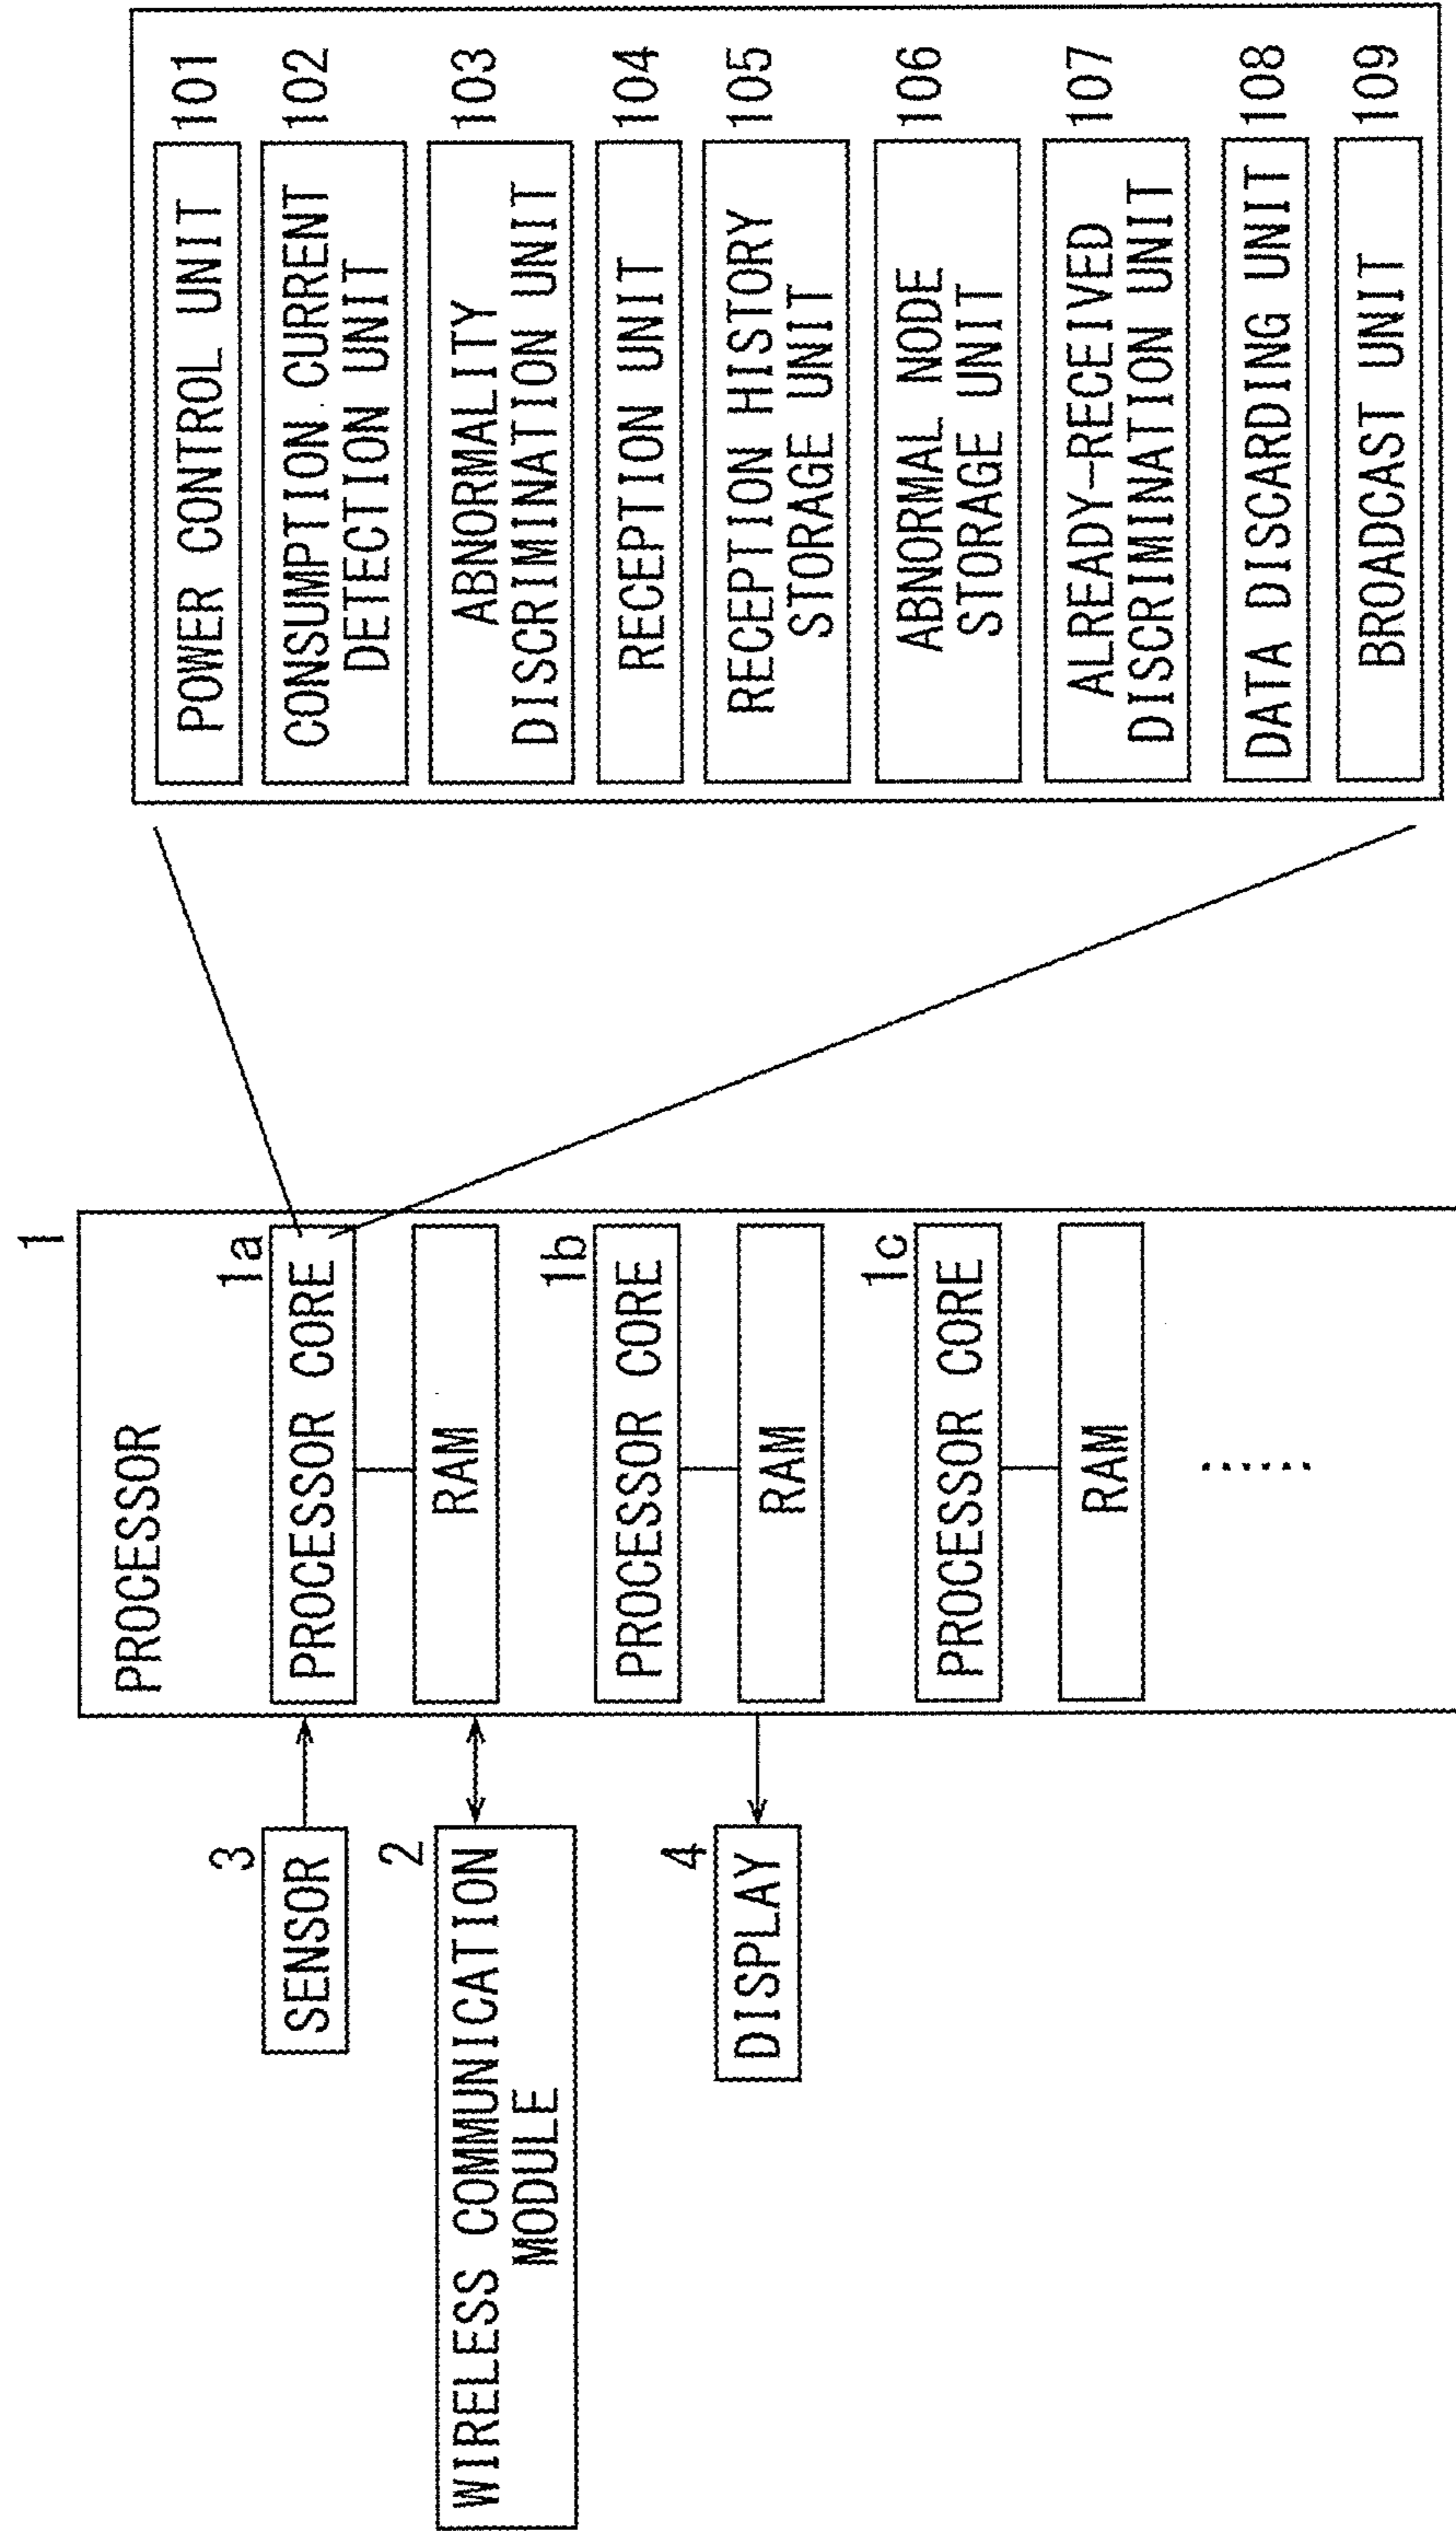 3
SENSOR
2
WIRELESS COMMUNICATION
MODULE
4
DISPLAY
1
PROCESSOR
1a
PROCESSOR CORE
RAM
1b
PROCESSOR CORE
RAM
1c
PROCESSOR CORE
RAM
......
POWER CONTROL UNIT 101
CONSUMPTION CURRENT 102
DETECTION UNIT
ABNORMALITY 103
DISCRIMINATION UNIT
RECEPTION UNIT 104
RECEPTION HISTORY 105
STORAGE UNIT
ABNORMAL NODE 106
STORAGE UNIT
ALREADY-RECEIVED 107
DISCRIMINATION UNIT
DATA DISCARDING UNIT 108
BROADCAST UNIT 109